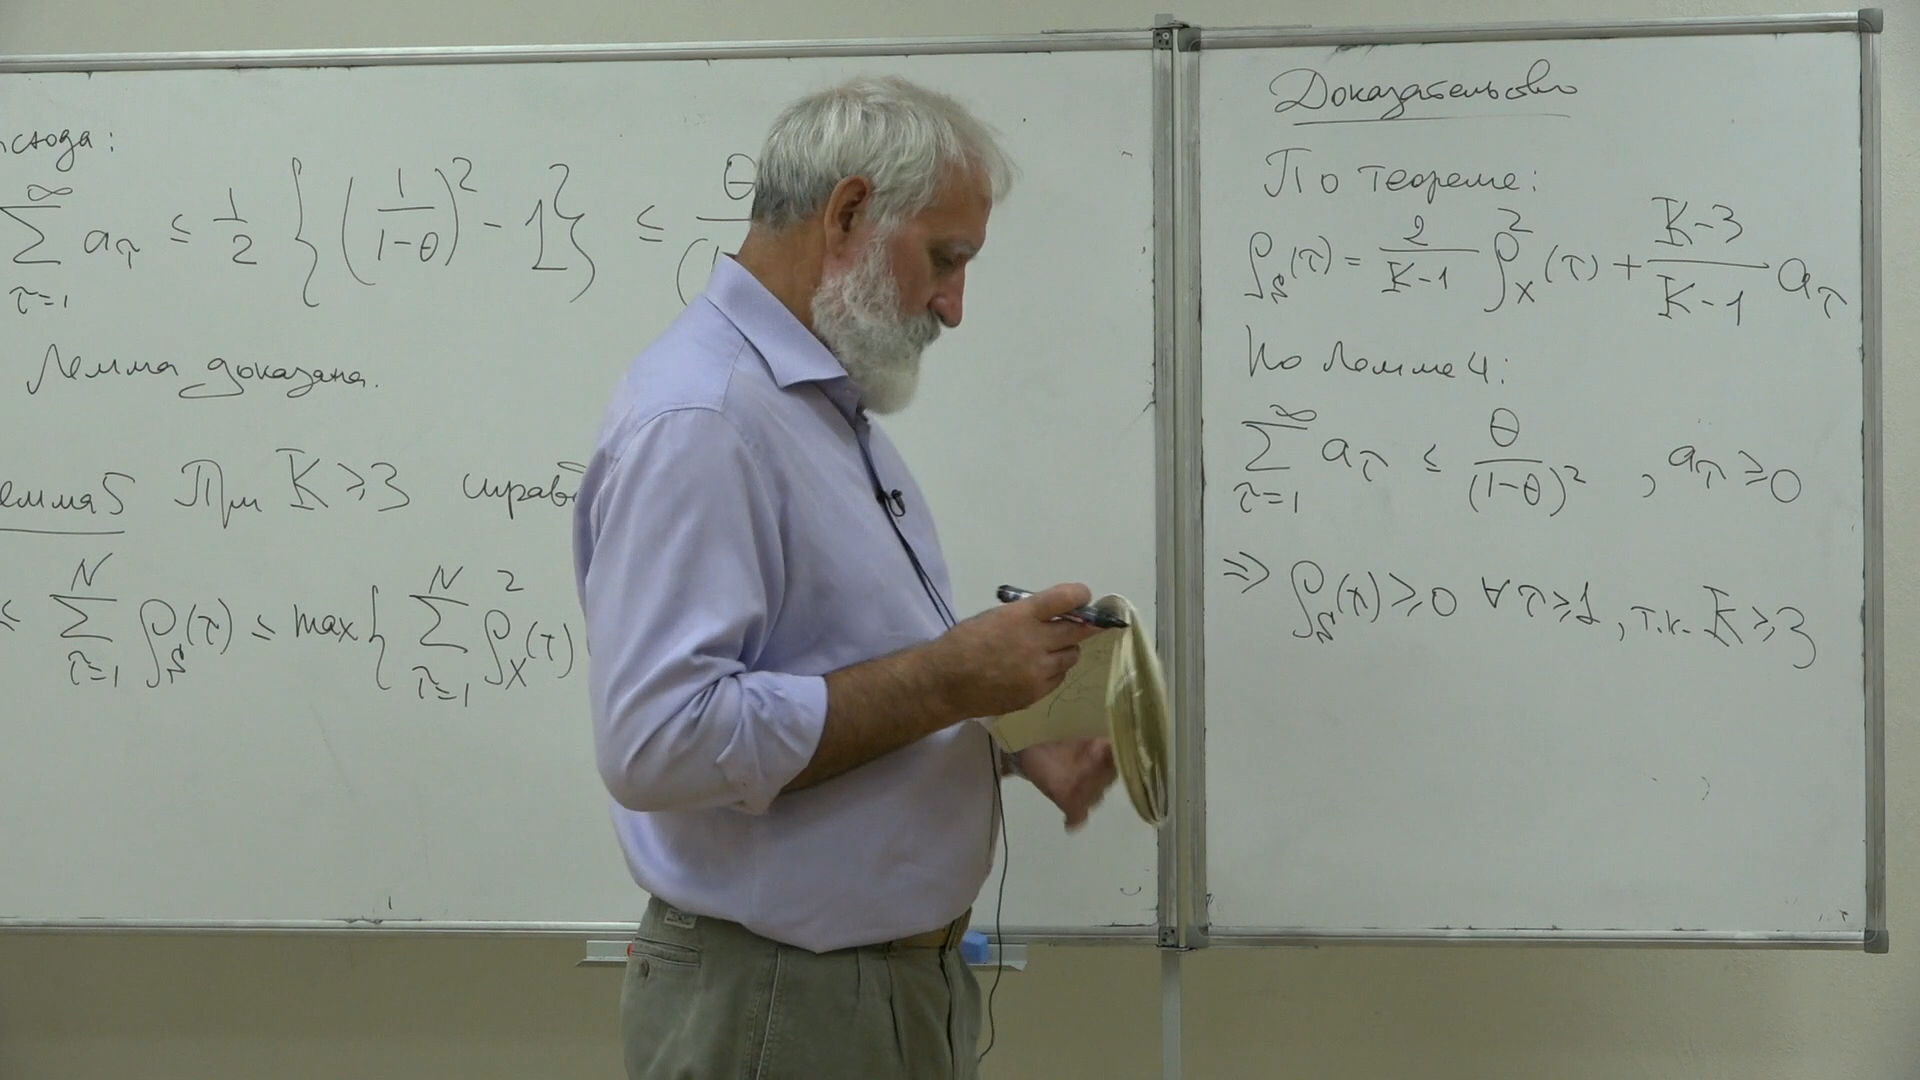 отсюда:
∞ Σ τ=1 a_τ ≤ 1/2 { (1/(1-θ))² - 1 } ≤ θ/(1
Лемма доказана.
Лемма 5 При K ≥ 3 справ
≤ N Σ τ=1 ρ_S(τ) ≤ max{ N Σ τ=1 ρ²_X(τ)
Доказательство
По теореме:
ρ_S(τ) = 2/(K-1) ρ²_X(τ) + (K-3)/(K-1) a_τ
По Лемме 4:
∞ Σ τ=1 a_τ ≤ θ/(1-θ)² , a_τ ≥ 0
⇒ ρ_S(τ) ≥ 0 ∀ τ ≥ 1, т.к. K ≥ 3